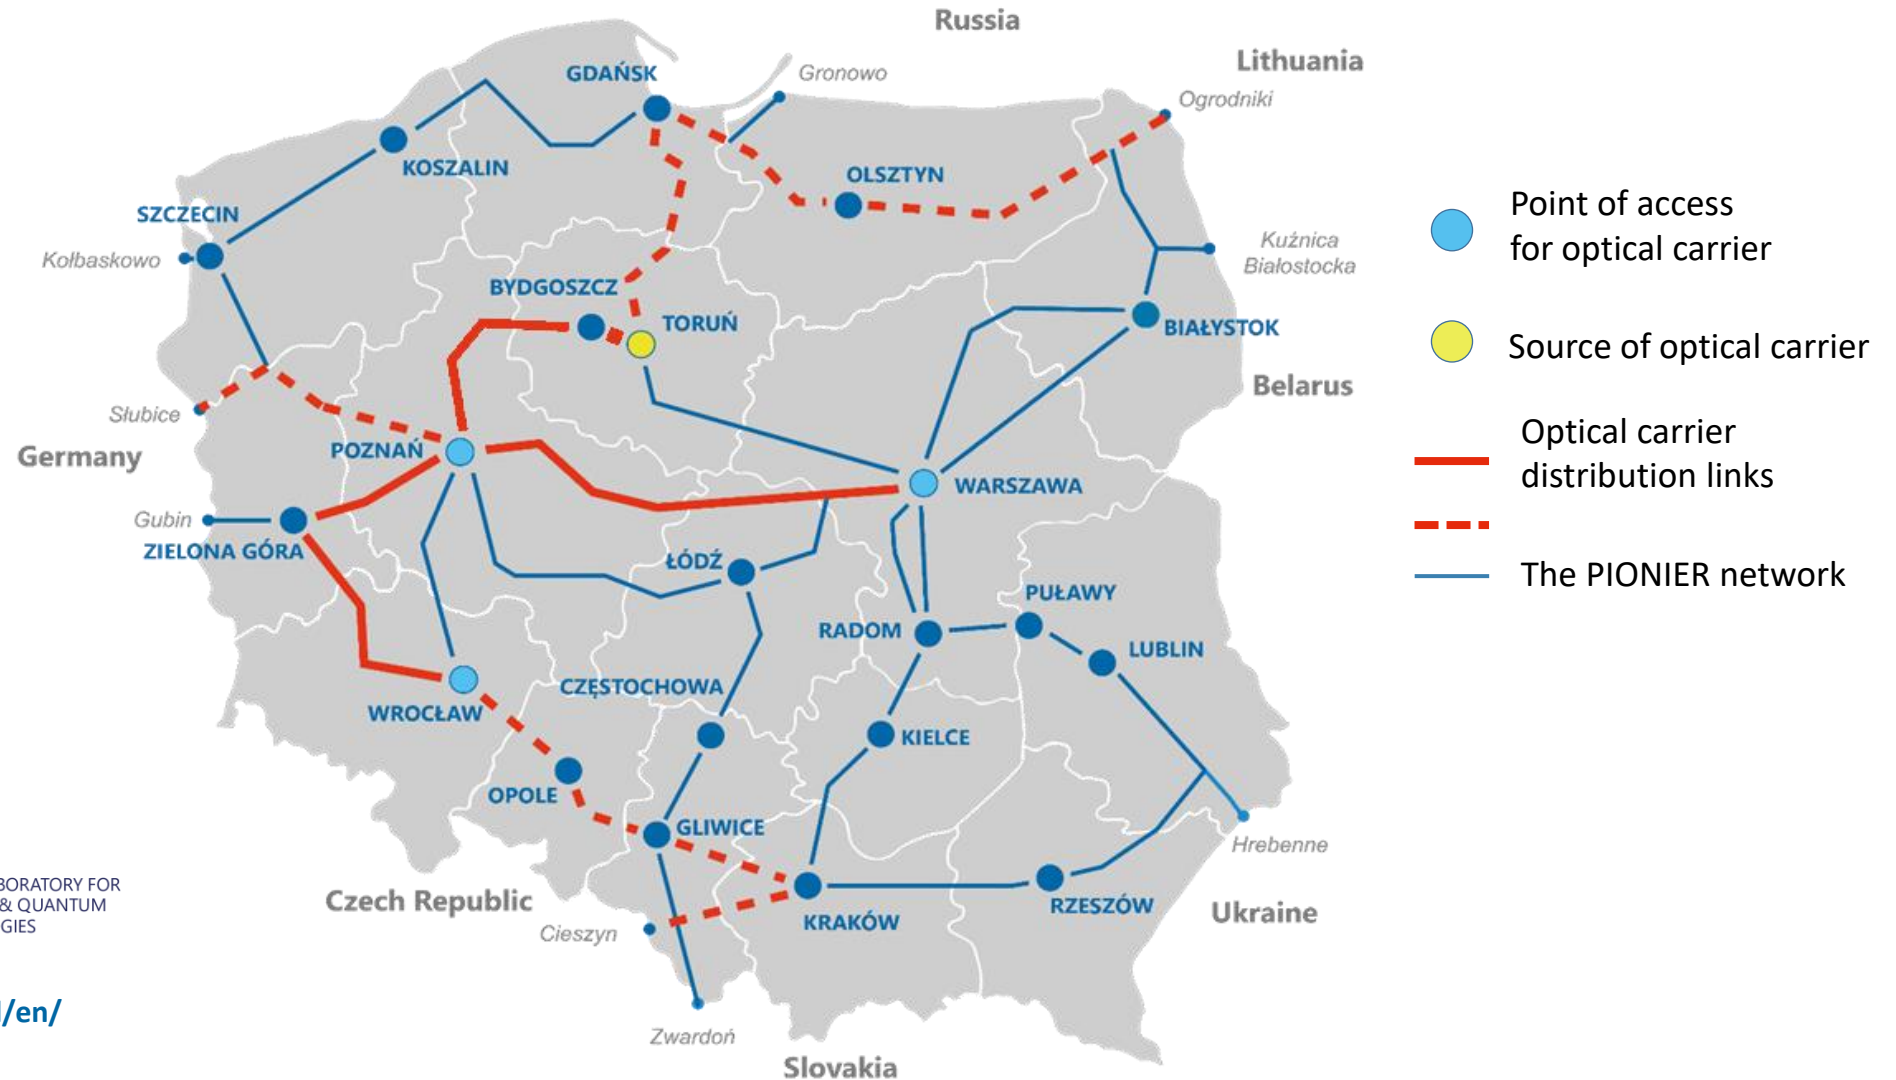 Russia
Lithuania
GDAŃSK
Gronowo
Ogrodniki
KOSZALIN
OLSZTYN
SZCZECIN
Kołbaskowo
Kuźnica
Białostocka
BYDGOSZCZ
TORUŃ
BIAŁYSTOK
Belarus
Słubice
Germany
POZNAŃ
WARSZAWA
Gubin
ZIELONA GÓRA
ŁÓDŹ
PUŁAWY
RADOM
LUBLIN
CZĘSTOCHOWA
WROCŁAW
KIELCE
OPOLE
GLIWICE
Hrebenne
Czech Republic
KRAKÓW
RZESZÓW
Ukraine
Cieszyn
Zwardoń
Slovakia
Point of access
for optical carrier
Source of optical carrier
Optical carrier
distribution links
The PIONIER network
BORATORY FOR
& QUANTUM
GIES
/en/